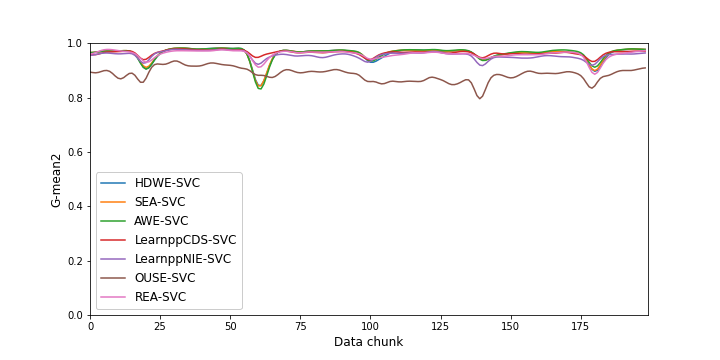 1.0
0.8
0.6
0.4
0.2
0.0
G-mean2
HDWE-SVC
SEA-SVC
AWE-SVC
LearnppCDS-SVC
LearnppNIE-SVC
OUSE-SVC
REA-SVC
0 25 50 75 100 125 150 175
Data chunk